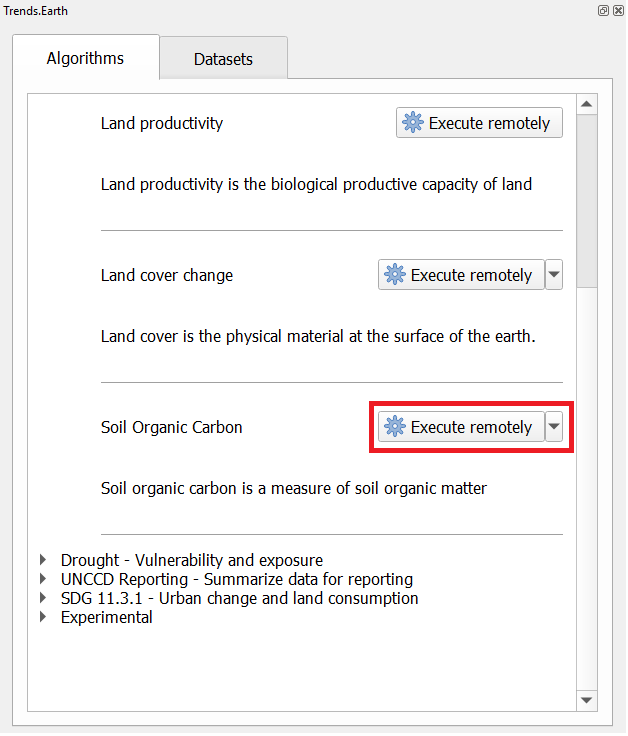 Trends.Earth
Algorithms
Datasets
Land productivity
Execute remotely
Land productivity is the biological productive capacity of land
Land cover change
Execute remotely
Land cover is the physical material at the surface of the earth.
Soil Organic Carbon
Execute remotely
Soil organic carbon is a measure of soil organic matter
Drought - Vulnerability and exposure
UNCCD Reporting - Summarize data for reporting
SDG 11.3.1 - Urban change and land consumption
Experimental